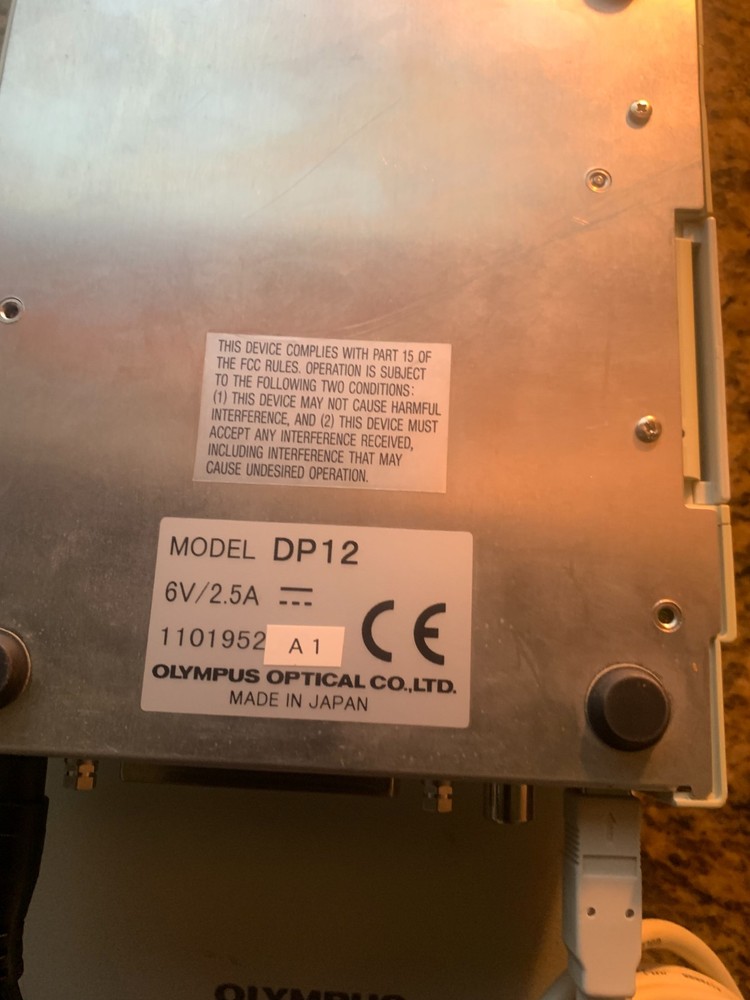 THIS DEVICE COMPLIES WITH PART 15 OF
THE FCC RULES. OPERATION IS SUBJECT
TO THE FOLLOWING TWO CONDITIONS:
(1) THIS DEVICE MAY NOT CAUSE HARMFUL
INTERFERENCE, AND (2) THIS DEVICE MUST
ACCEPT ANY INTERFERENCE RECEIVED,
INCLUDING INTERFERENCE THAT MAY
CAUSE UNDESIRED OPERATION.
MODEL DP12
6V/2.5A
1101952 A1
CE
OLYMPUS OPTICAL CO.,LTD.
MADE IN JAPAN
OLYMPUS